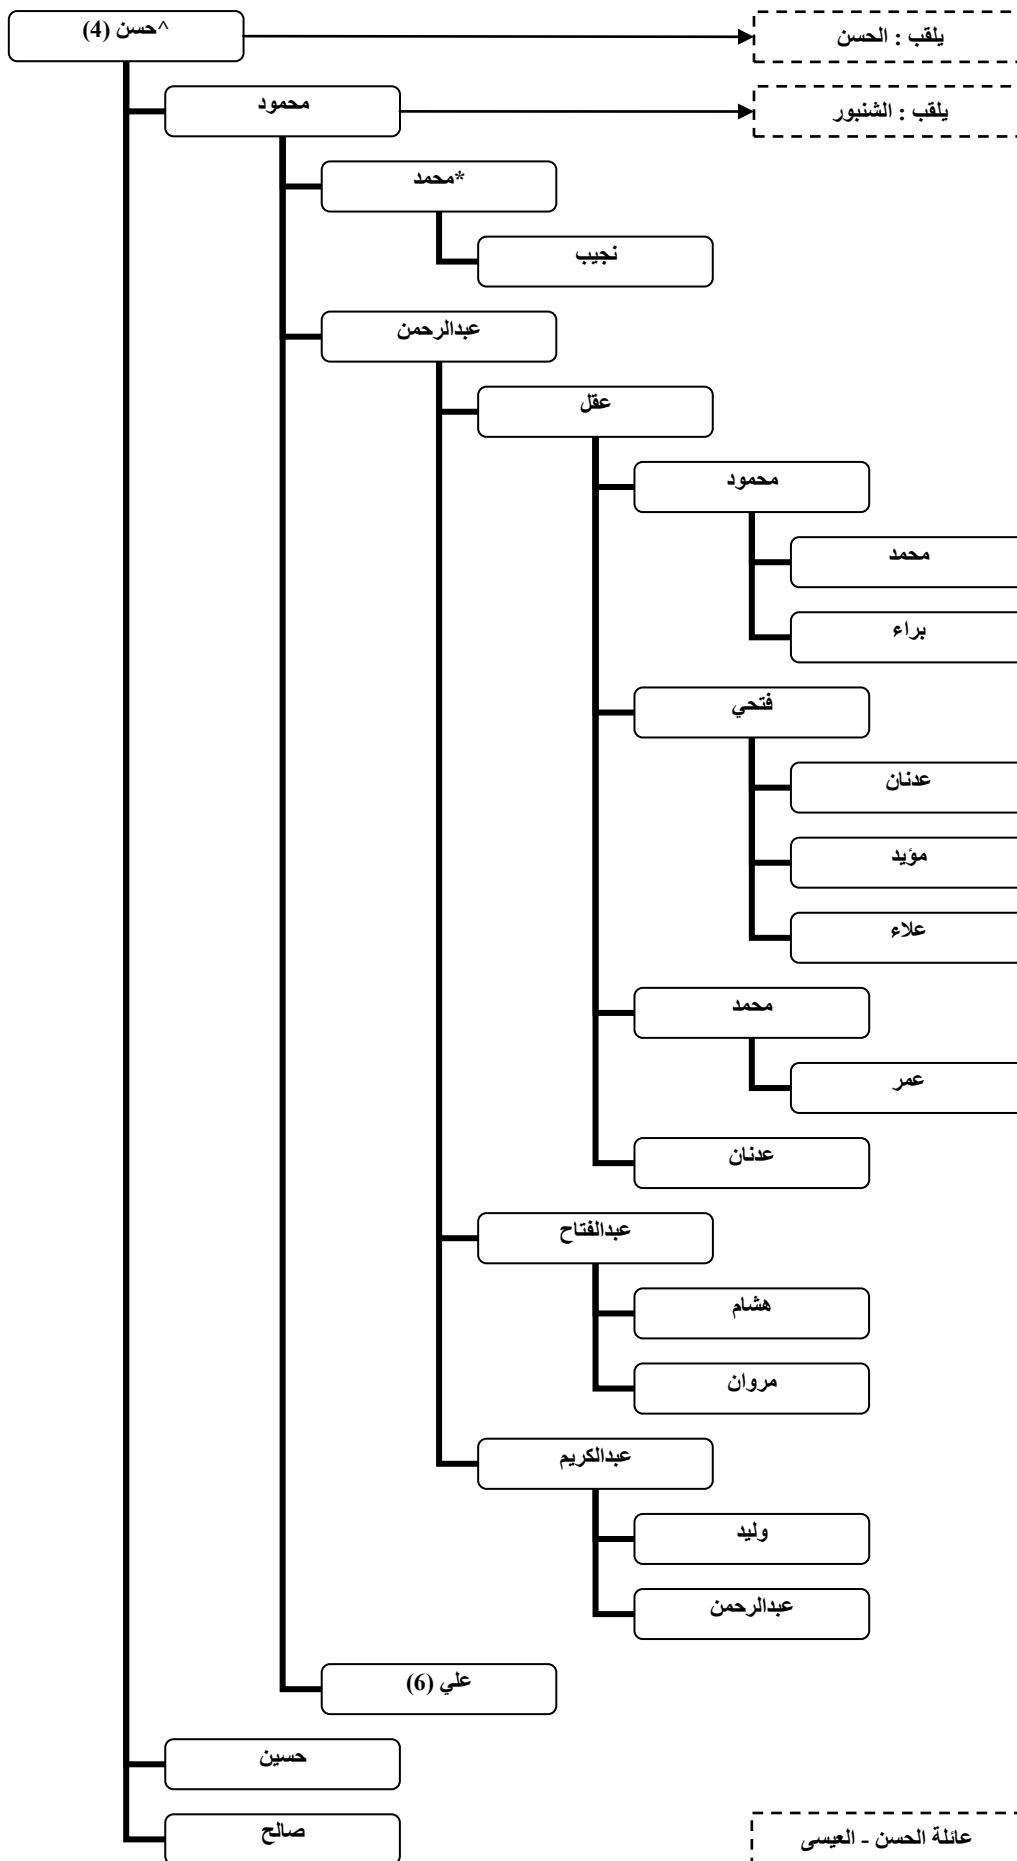 ^حسن (4)
يلقب : الحسن
محمود
يلقب : الشنبور
*محمد
نجيب
عبدالرحمن
عقل
محمود
محمد
براء
فتحي
عدنان
مؤيد
علاء
محمد
عمر
عدنان
عبدالفتاح
هشام
مروان
عبدالكريم
وليد
عبدالرحمن
علي (6)
حسين
صالح
عائلة الحسن - العيسى